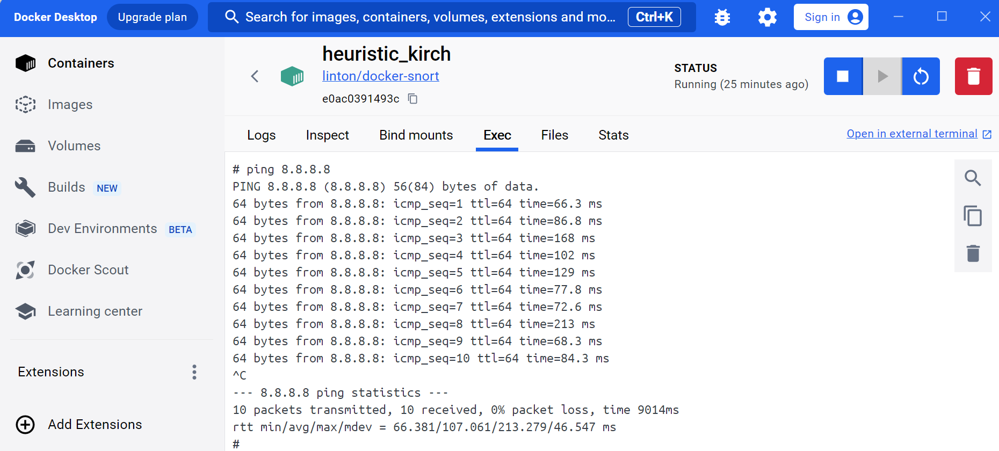 Docker Desktop
Upgrade plan
Search for images, containers, volumes, extensions and mo...
Ctrl+K
Sign in
Containers
Images
Volumes
Builds NEW
Dev Environments BETA
Docker Scout
Learning center
Extensions
Add Extensions
heuristic_kirch
linton/docker-snort
e0ac0391493c
STATUS
Running (25 minutes ago)
Logs
Inspect
Bind mounts
Exec
Files
Stats
Open in external terminal
# ping 8.8.8.8
PING 8.8.8.8 (8.8.8.8) 56(84) bytes of data.
64 bytes from 8.8.8.8: icmp_seq=1 ttl=64 time=66.3 ms
64 bytes from 8.8.8.8: icmp_seq=2 ttl=64 time=86.8 ms
64 bytes from 8.8.8.8: icmp_seq=3 ttl=64 time=168 ms
64 bytes from 8.8.8.8: icmp_seq=4 ttl=64 time=102 ms
64 bytes from 8.8.8.8: icmp_seq=5 ttl=64 time=129 ms
64 bytes from 8.8.8.8: icmp_seq=6 ttl=64 time=77.8 ms
64 bytes from 8.8.8.8: icmp_seq=7 ttl=64 time=72.6 ms
64 bytes from 8.8.8.8: icmp_seq=8 ttl=64 time=213 ms
64 bytes from 8.8.8.8: icmp_seq=9 ttl=64 time=68.3 ms
64 bytes from 8.8.8.8: icmp_seq=10 ttl=64 time=84.3 ms
^C
--- 8.8.8.8 ping statistics ---
10 packets transmitted, 10 received, 0% packet loss, time 9014ms
rtt min/avg/max/mdev = 66.381/107.061/213.279/46.547 ms
#